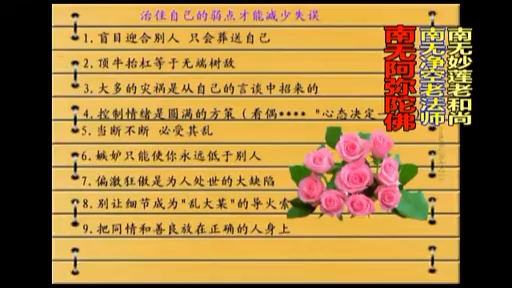 治住自己的弱点才能减少失误
1. 盲目迎合别人 只会葬送自己
2. 顶牛抬杠等于无端树敌
3. 大多的灾祸是从自己的言谈中招来的
4. 控制情绪是圆满的方策（看偶**** "心态决定
5. 当断不断 必受其乱
6. 嫉妒只能使你永远低于别人
7. 偏激狂傲是为人处世的大缺陷
8. 别让细节成为"乱大某"的导火索
9. 把同情和善良放在正确的人身上
南无妙莲老和尚
南无净空老法师
南无阿弥陀佛